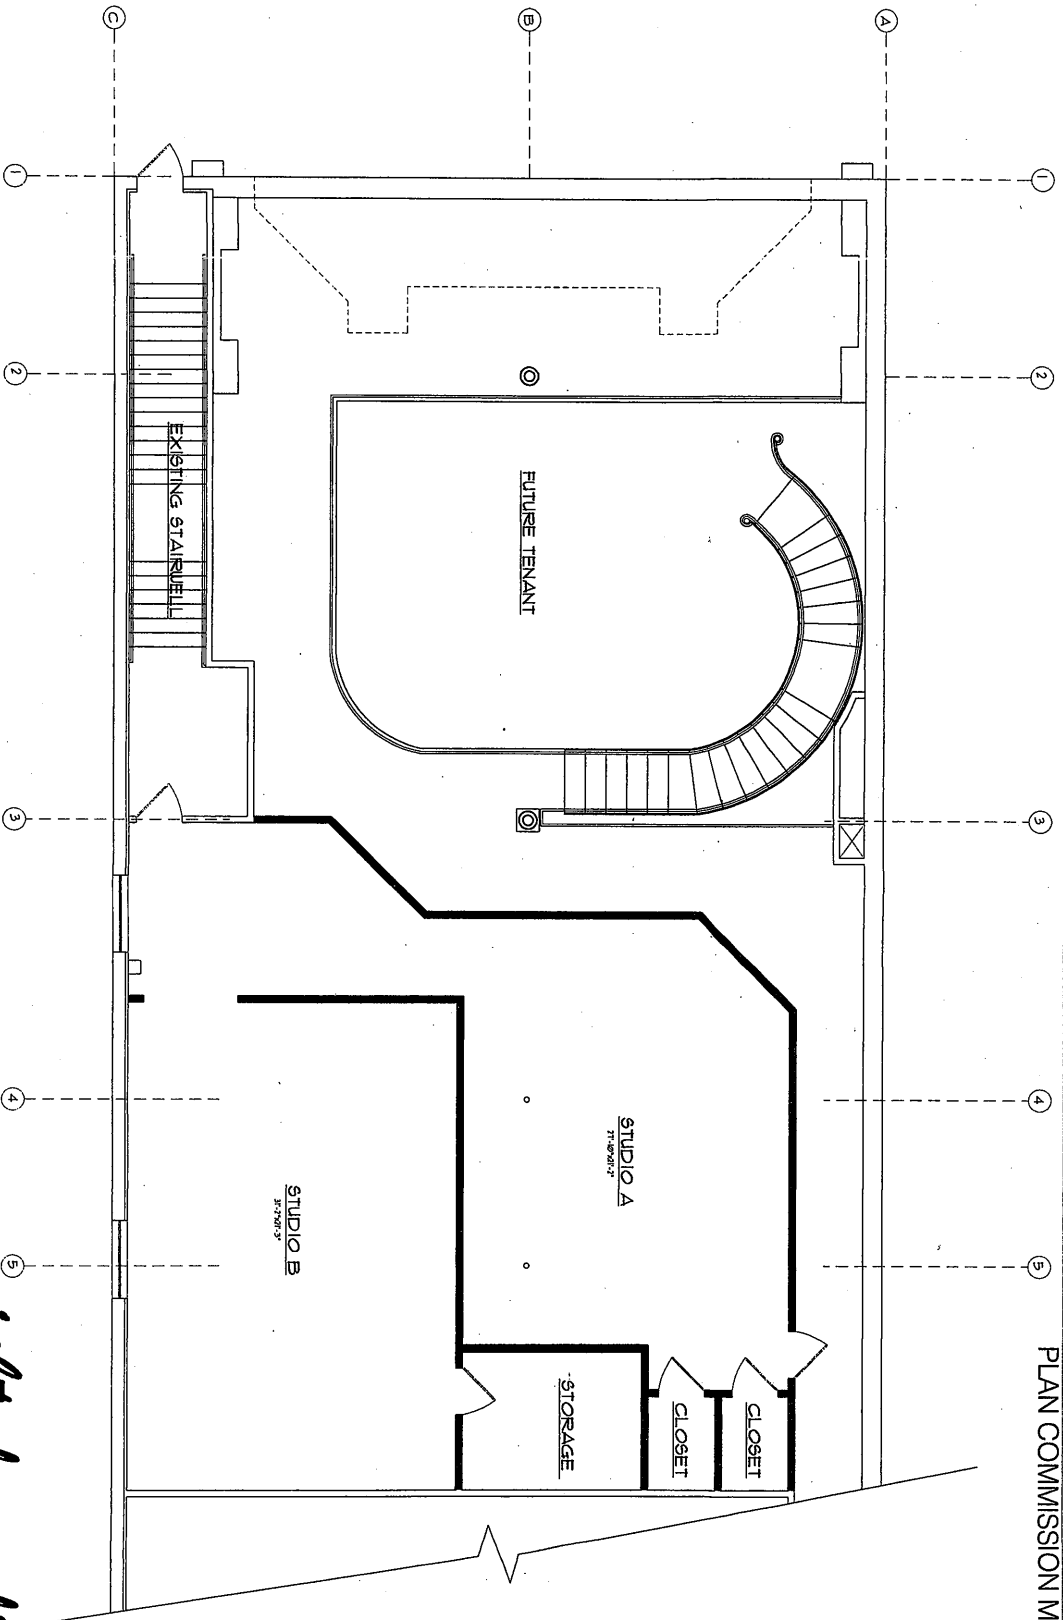 PLAN COMMISSION M
C
B
A
1
1
2
2
EXISTING STAIRWELL
FUTURE TENANT
3
3
4
4
STUDIO A
STUDIO B
5
5
-STORAGE
CLOSET
CLOSET